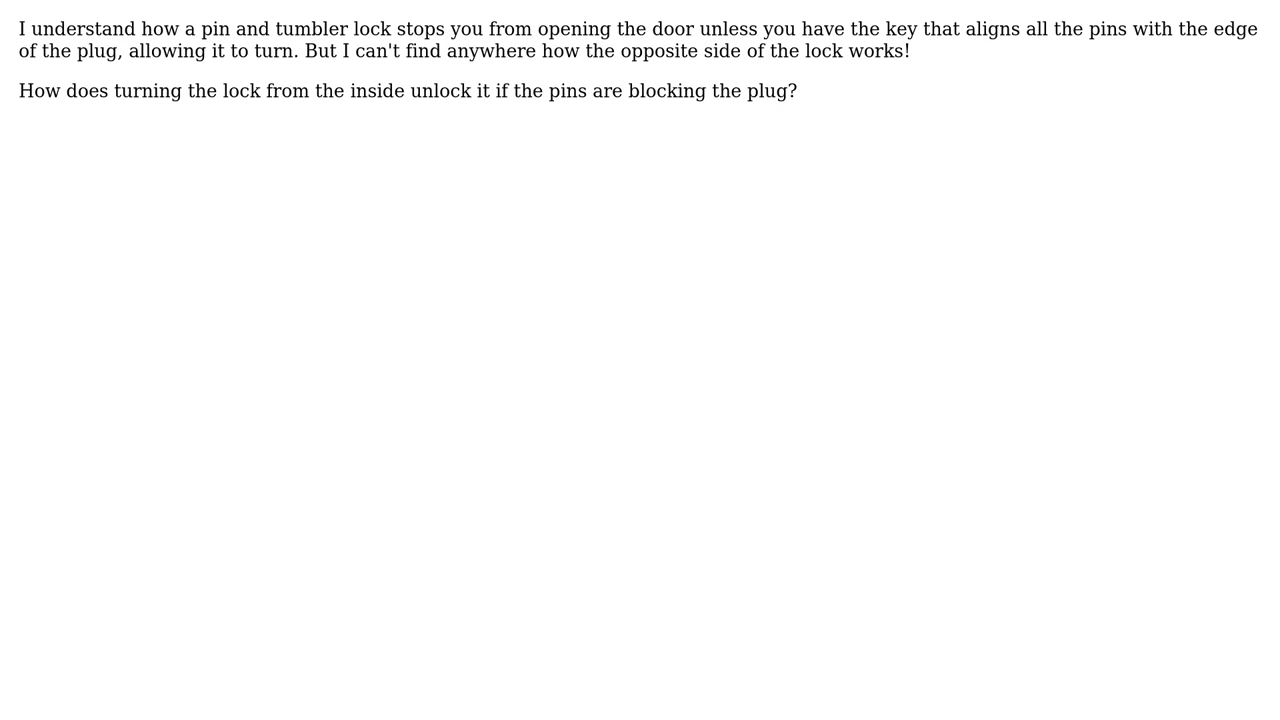 I understand how a pin and tumbler lock stops you from opening the door unless you have the key that aligns all the pins with the edge
of the plug, allowing it to turn. But I can't find anywhere how the opposite side of the lock works!
How does turning the lock from the inside unlock it if the pins are blocking the plug?